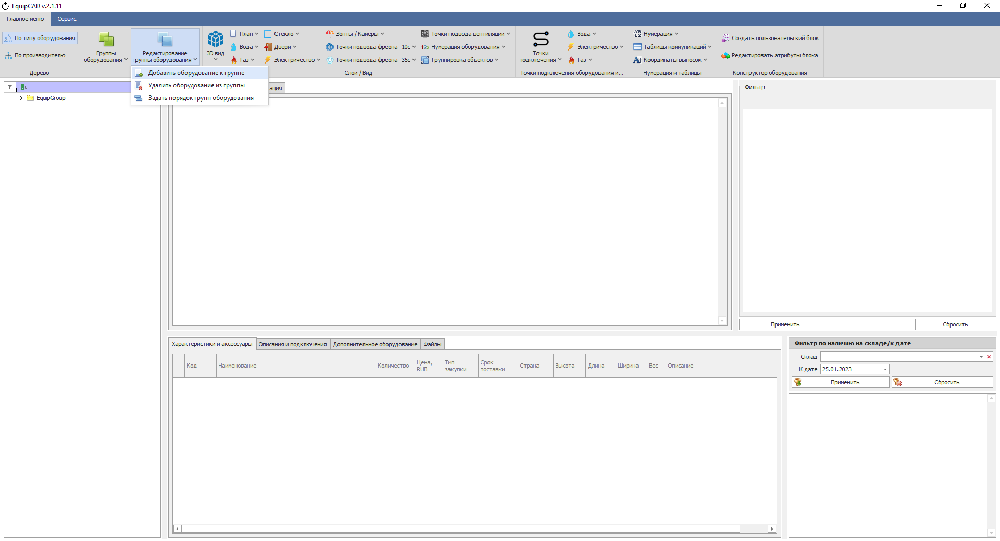 EquipCAD v.2.1.11
Главное меню
Сервис
По типу оборудования
По производителю
Дерево
Группы
оборудования
Редактирование
группы оборудования
3D вид
План
Вода
Газ
Стекло
Двери
Электричество
Зонты / Камеры
Точки подвода фреона -10с
Точки подвода фреона -35с
Точки подвода вентиляции
123 Нумерация оборудования
Группировка объектов
Слои / Вид
Точки
подключения
Вода
Электричество
Газ
Точки подключения оборудования и...
AB
12
Нумерация
Таблицы коммуникаций
Координаты выносок
Нумерация и таблицы
Создать пользовательский блок
Редактировать атрибуты блока
Конструктор оборудования
Добавить оборудование к группе
Удалить оборудование из группы
Задать порядок групп оборудования
EquipGroup
кация
Фильтр
Применить
Сбросить
Характеристики и аксессуары
Описания и подключения
Дополнительное оборудование
Файлы
Код
Наименование
Количество
Цена,
RUB
Тип
закупки
Срок
поставки
Страна
Высота
Длина
Ширина
Вес
Описание
Фильтр по наличию на складе/к дате
Склад
К дате
25.01.2023
Применить
Сбросить